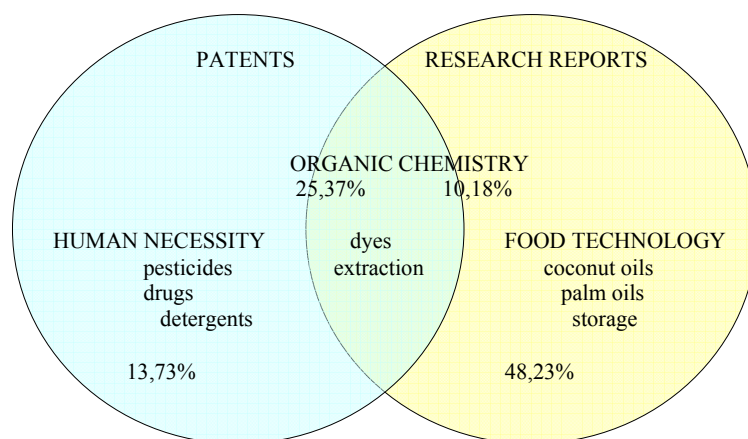 PATENTS
RESEARCH REPORTS
ORGANIC CHEMISTRY
25,37%
10,18%
HUMAN NECESSITY
pesticides
drugs
detergents
13,73%
dyes
extraction
FOOD TECHNOLOGY
coconut oils
palm oils
storage
48,23%